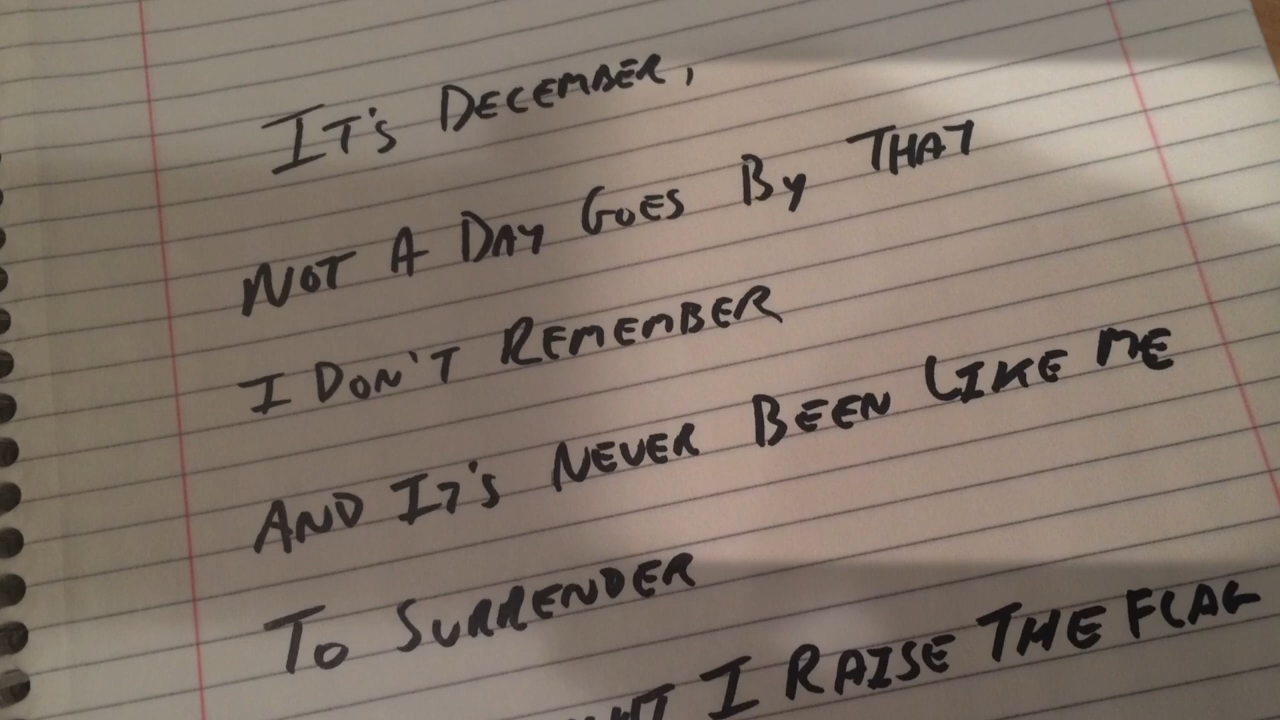 IT'S DECEMBER,
NOT A DAY GOES BY THAT
I DON'T REMEMBER
AND IT'S NEVER BEEN LIKE ME
TO SURRENDER
I RAISE THE FLAG